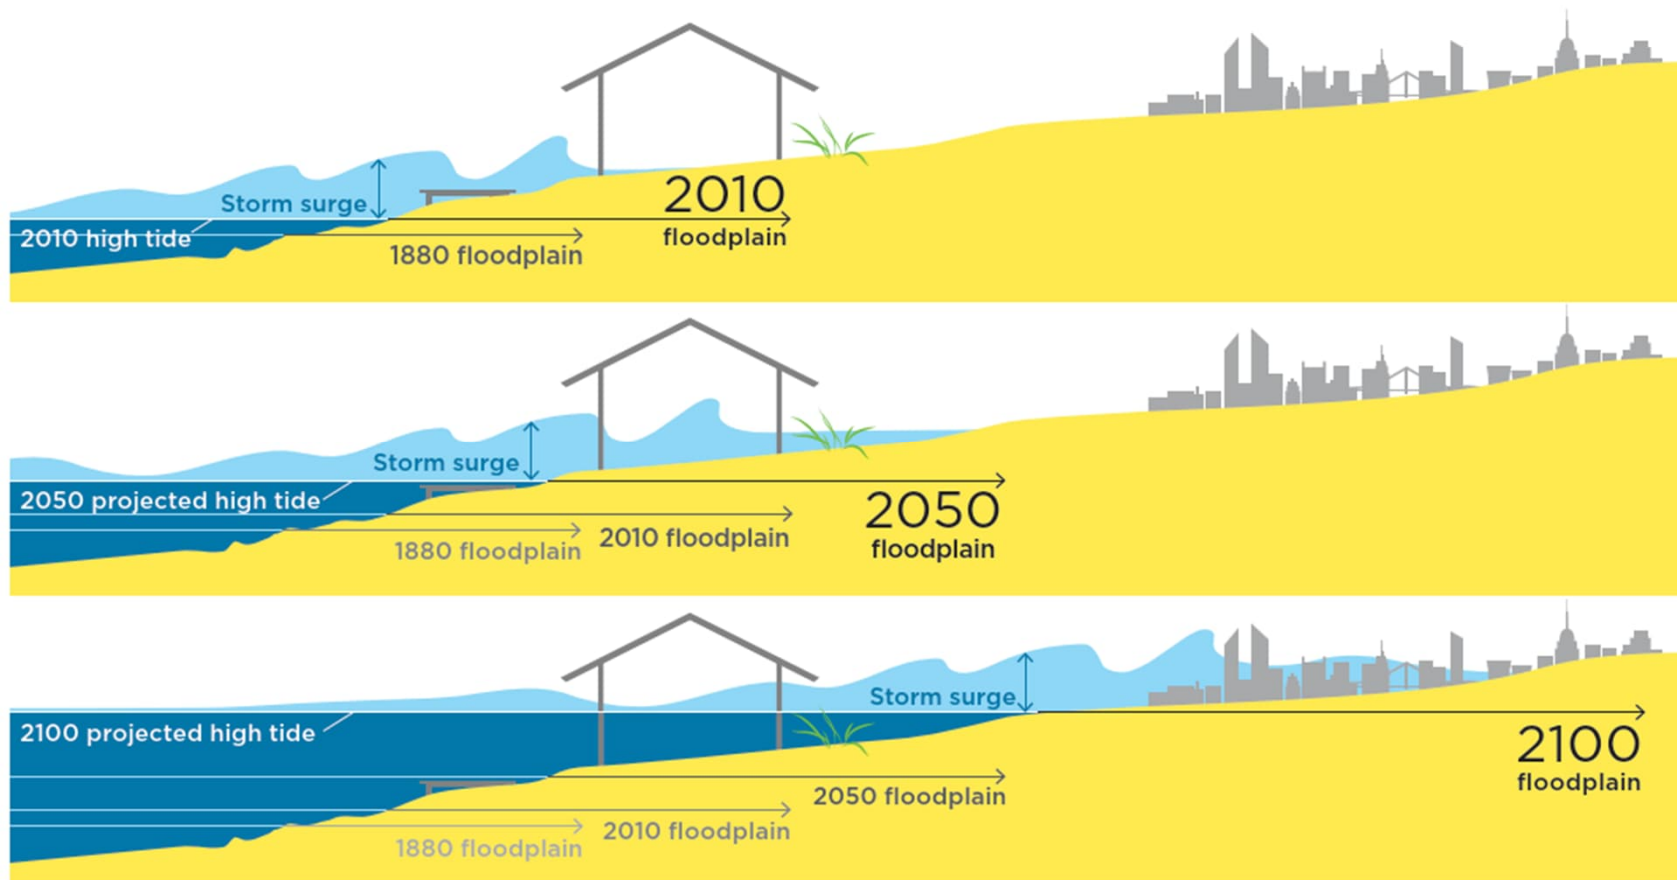 Storm surge
2010 high tide
1880 floodplain
2010
floodplain
Storm surge
2050 projected high tide
1880 floodplain
2010 floodplain
2050
floodplain
Storm surge
2100 projected high tide
2100
floodplain
2050 floodplain
2010 floodplain
1880 floodplain